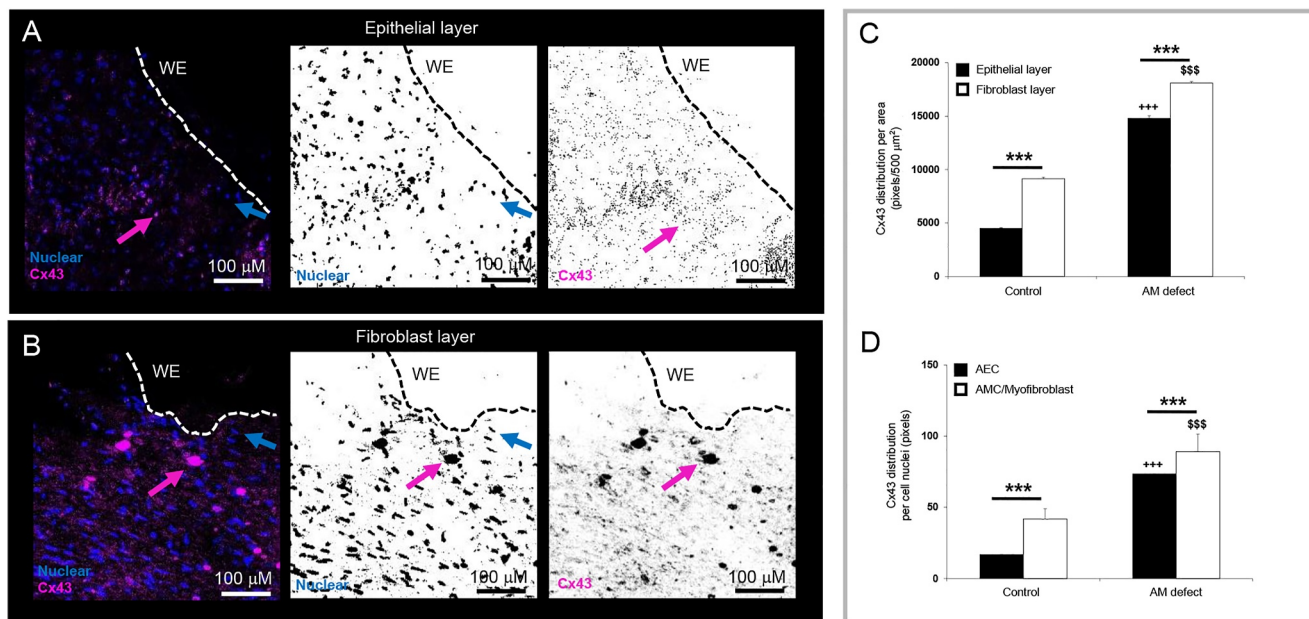 A
Epithelial layer
WE
WE
WE
Nuclear
Cx43
100 µM
Nuclear
100 µM
Cx43
100 µM
B
Fibroblast layer
WE
WE
WE
Nuclear
Cx43
100 µM
Nuclear
100 µM
Cx43
100 µM
C
Cx43 distribution per area
(pixels/500 µm²)
20000
15000
10000
5000
0
Epithelial layer
Fibroblast layer
***
***
+++
$$$
Control
AM defect
D
Cx43 distribution
per cell nuclei (pixels)
150
100
50
0
AEC
AMC/Myofibroblast
***
***
+++
$$$
Control
AM defect